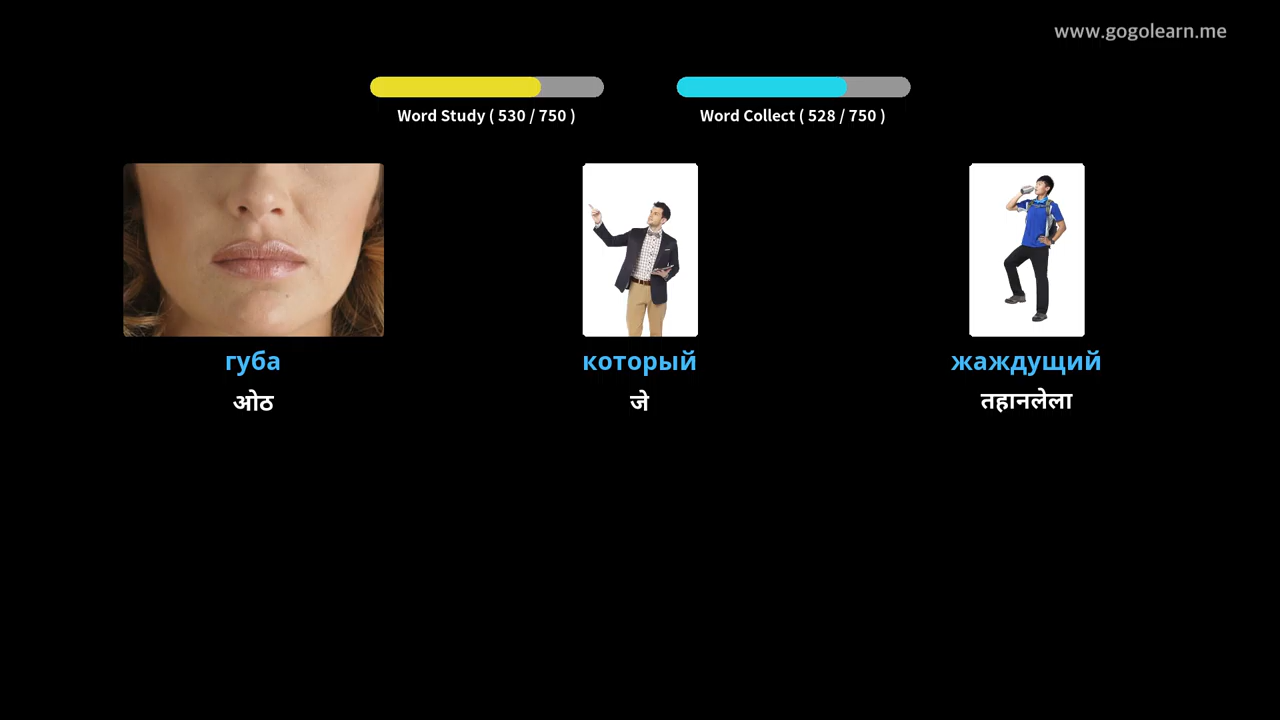 www.gogolearn.me
Word Study ( 530 / 750 )
Word Collect ( 528 / 750 )
губа
который
жаждущий
ओठ
जे
तहानलेला